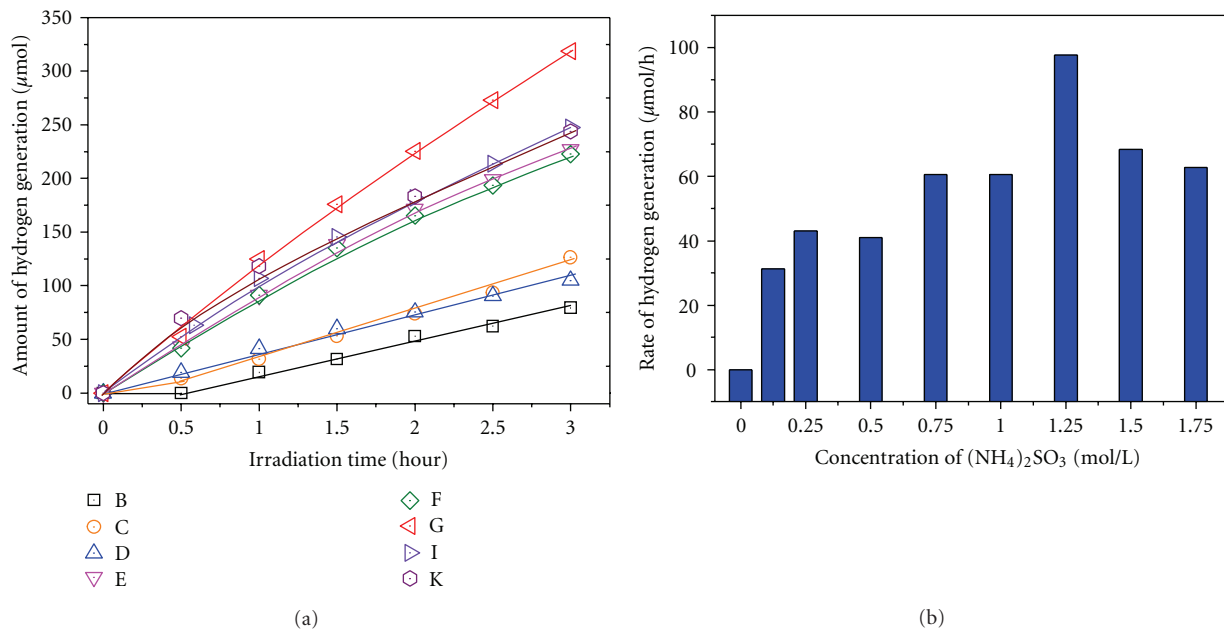 350
300
250
200
150
100
50
0
Amount of hydrogen generation (μmol)
0 0.5 1 1.5 2 2.5 3
Irradiation time (hour)
B
C
D
E
F
G
I
K
(a)
100
80
60
40
20
0
Rate of hydrogen generation (μmol/h)
0 0.25 0.5 0.75 1 1.25 1.5 1.75
Concentration of (NH4)2SO3 (mol/L)
(b)